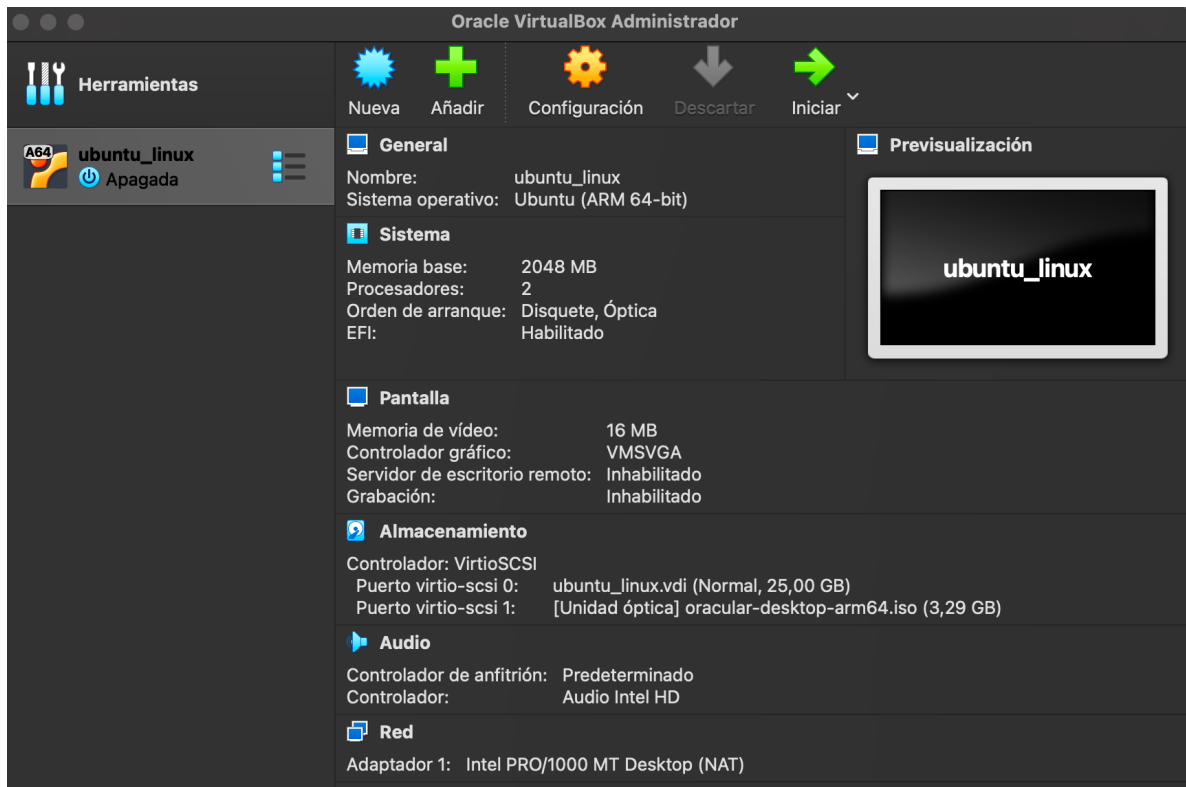 Oracle VirtualBox Administrador
Herramientas
Nueva
Añadir
Configuración
Descartar
Iniciar
A64
ubuntu_linux
Apagada
General
Nombre: ubuntu_linux
Sistema operativo: Ubuntu (ARM 64-bit)
Previsualización
ubuntu_linux
Sistema
Memoria base: 2048 MB
Procesadores: 2
Orden de arranque: Disquete, Óptica
EFI: Habilitado
Pantalla
Memoria de vídeo: 16 MB
Controlador gráfico: VMSVGA
Servidor de escritorio remoto: Inhabilitado
Grabación: Inhabilitado
Almacenamiento
Controlador: VirtioSCSI
Puerto virtio-scsi 0: ubuntu_linux.vdi (Normal, 25,00 GB)
Puerto virtio-scsi 1: [Unidad óptica] oracular-desktop-arm64.iso (3,29 GB)
Audio
Controlador de anfitrión: Predeterminado
Controlador: Audio Intel HD
Red
Adaptador 1: Intel PRO/1000 MT Desktop (NAT)